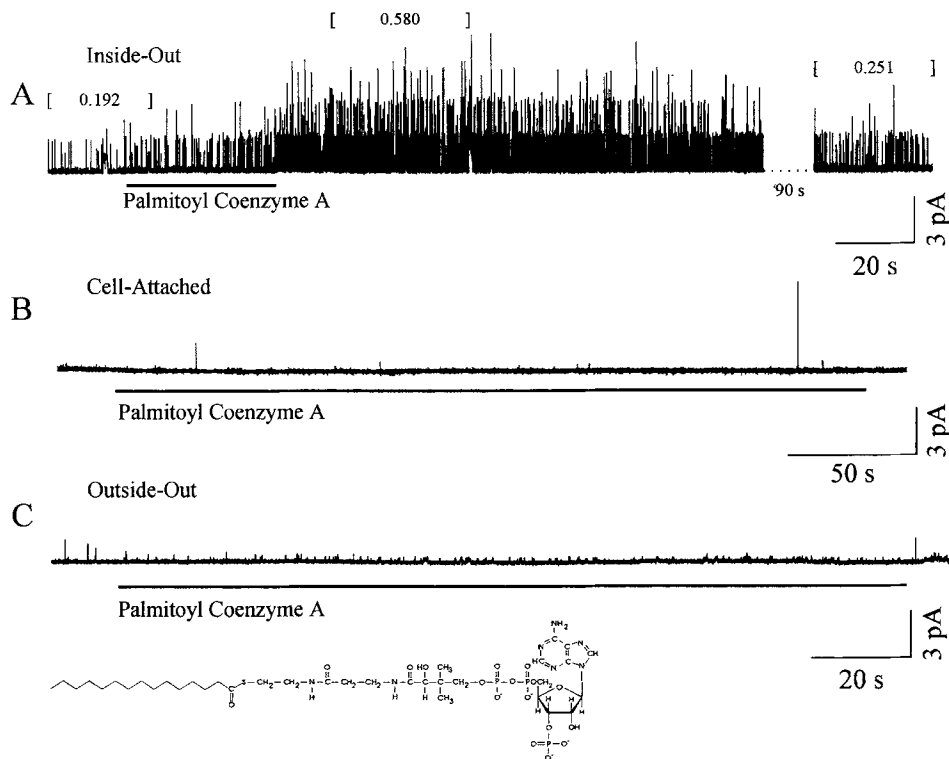 [ 0.580 ]
Inside-Out
A
[ 0.192 ]
[ 0.251 ]
Palmitoyl Coenzyme A
90 s
3 pA
20 s
Cell-Attached
B
Palmitoyl Coenzyme A
3 pA
50 s
Outside-Out
C
Palmitoyl Coenzyme A
3 pA
20 s